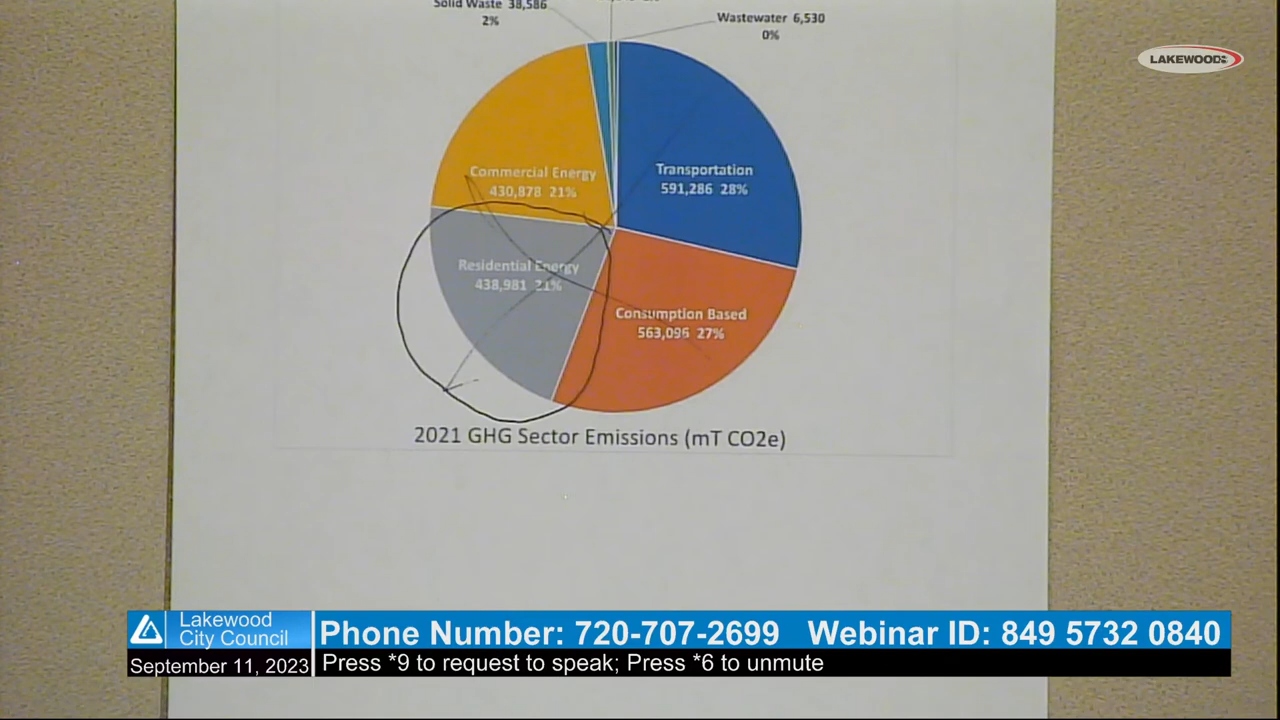 Solid Waste 38,586
2%
Wastewater 6,530
0%
LAKEWOOD
Commercial Energy
430,878 21%
Transportation
591,286 28%
Residential Energy
438,981 21%
Consumption Based
563,096 27%
2021 GHG Sector Emissions (mT CO2e)
Lakewood
City Council
Phone Number: 720-707-2699 Webinar ID: 849 5732 0840
September 11, 2023
Press *9 to request to speak; Press *6 to unmute